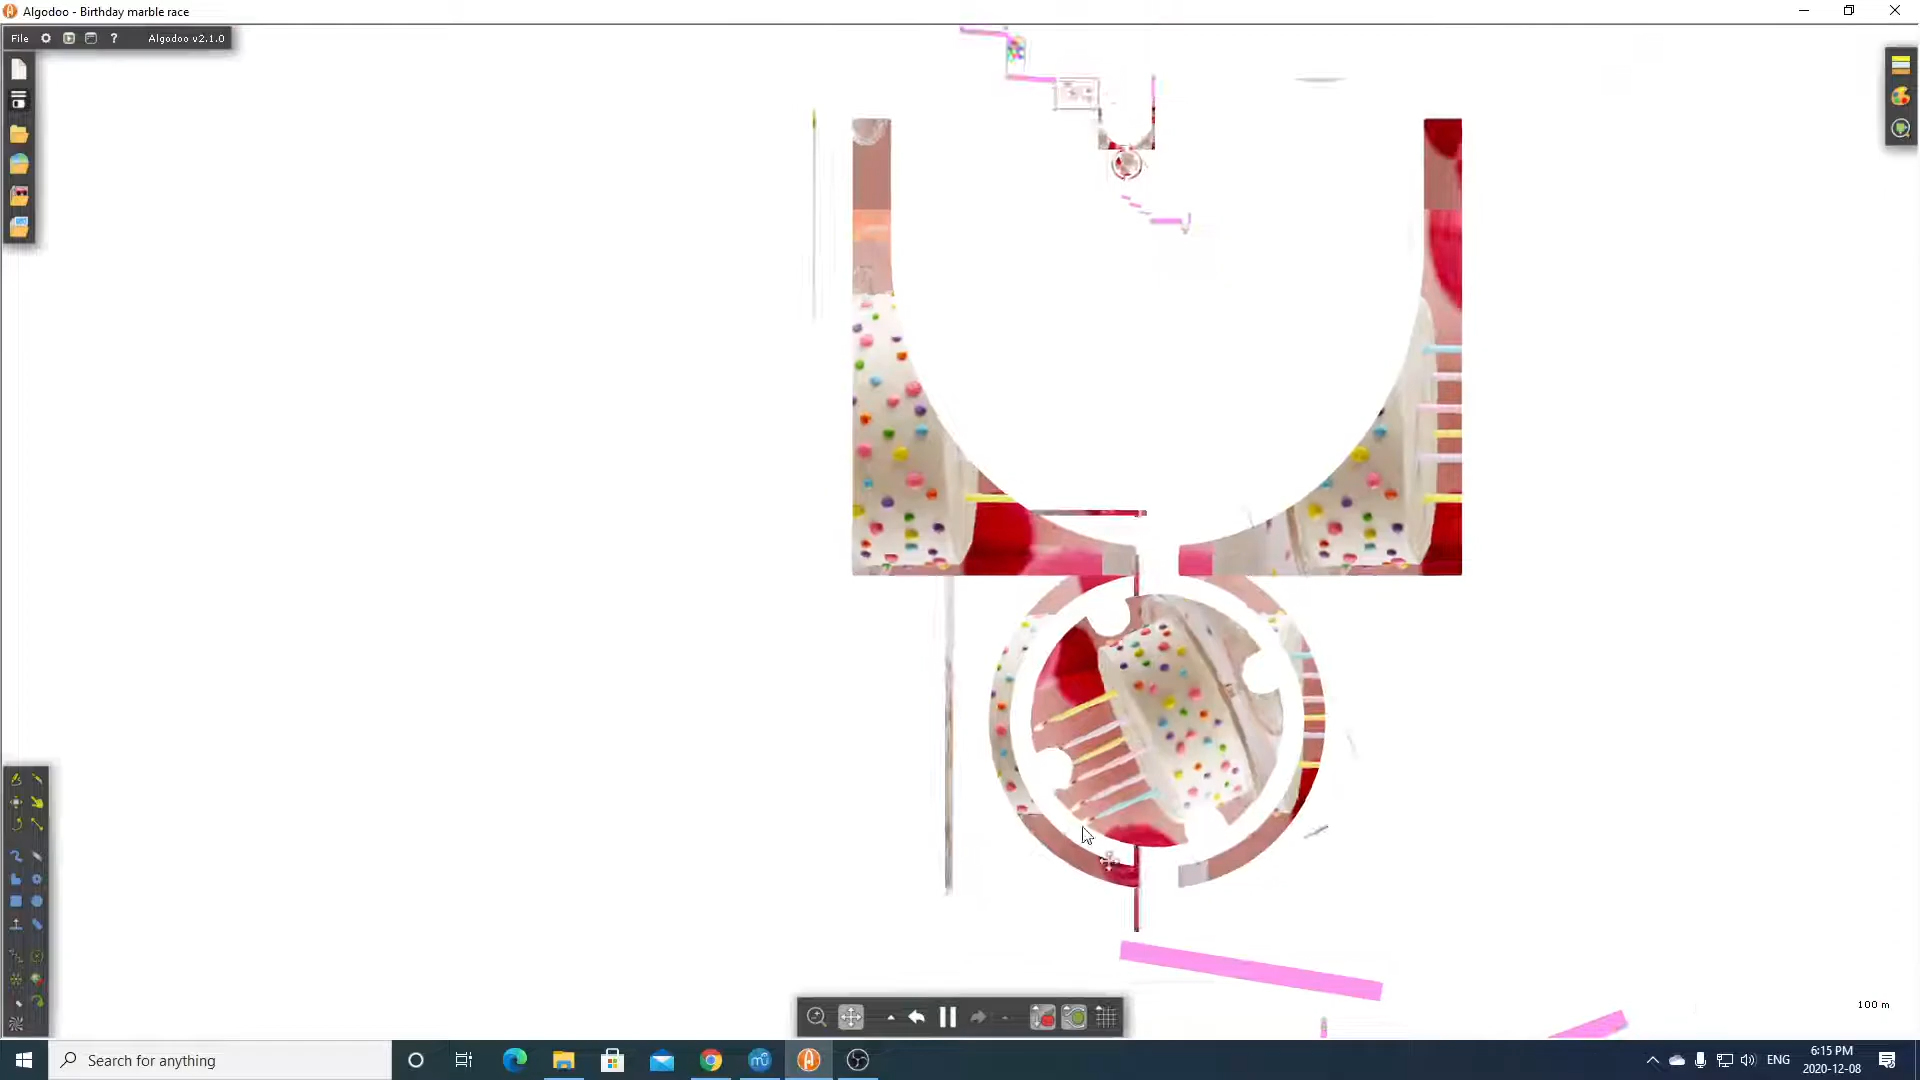 Algodoo - Birthday marble race
File
?
Algodoo v2.1.0
100 m
Search for anything
ENG
6:15 PM
2020-12-08